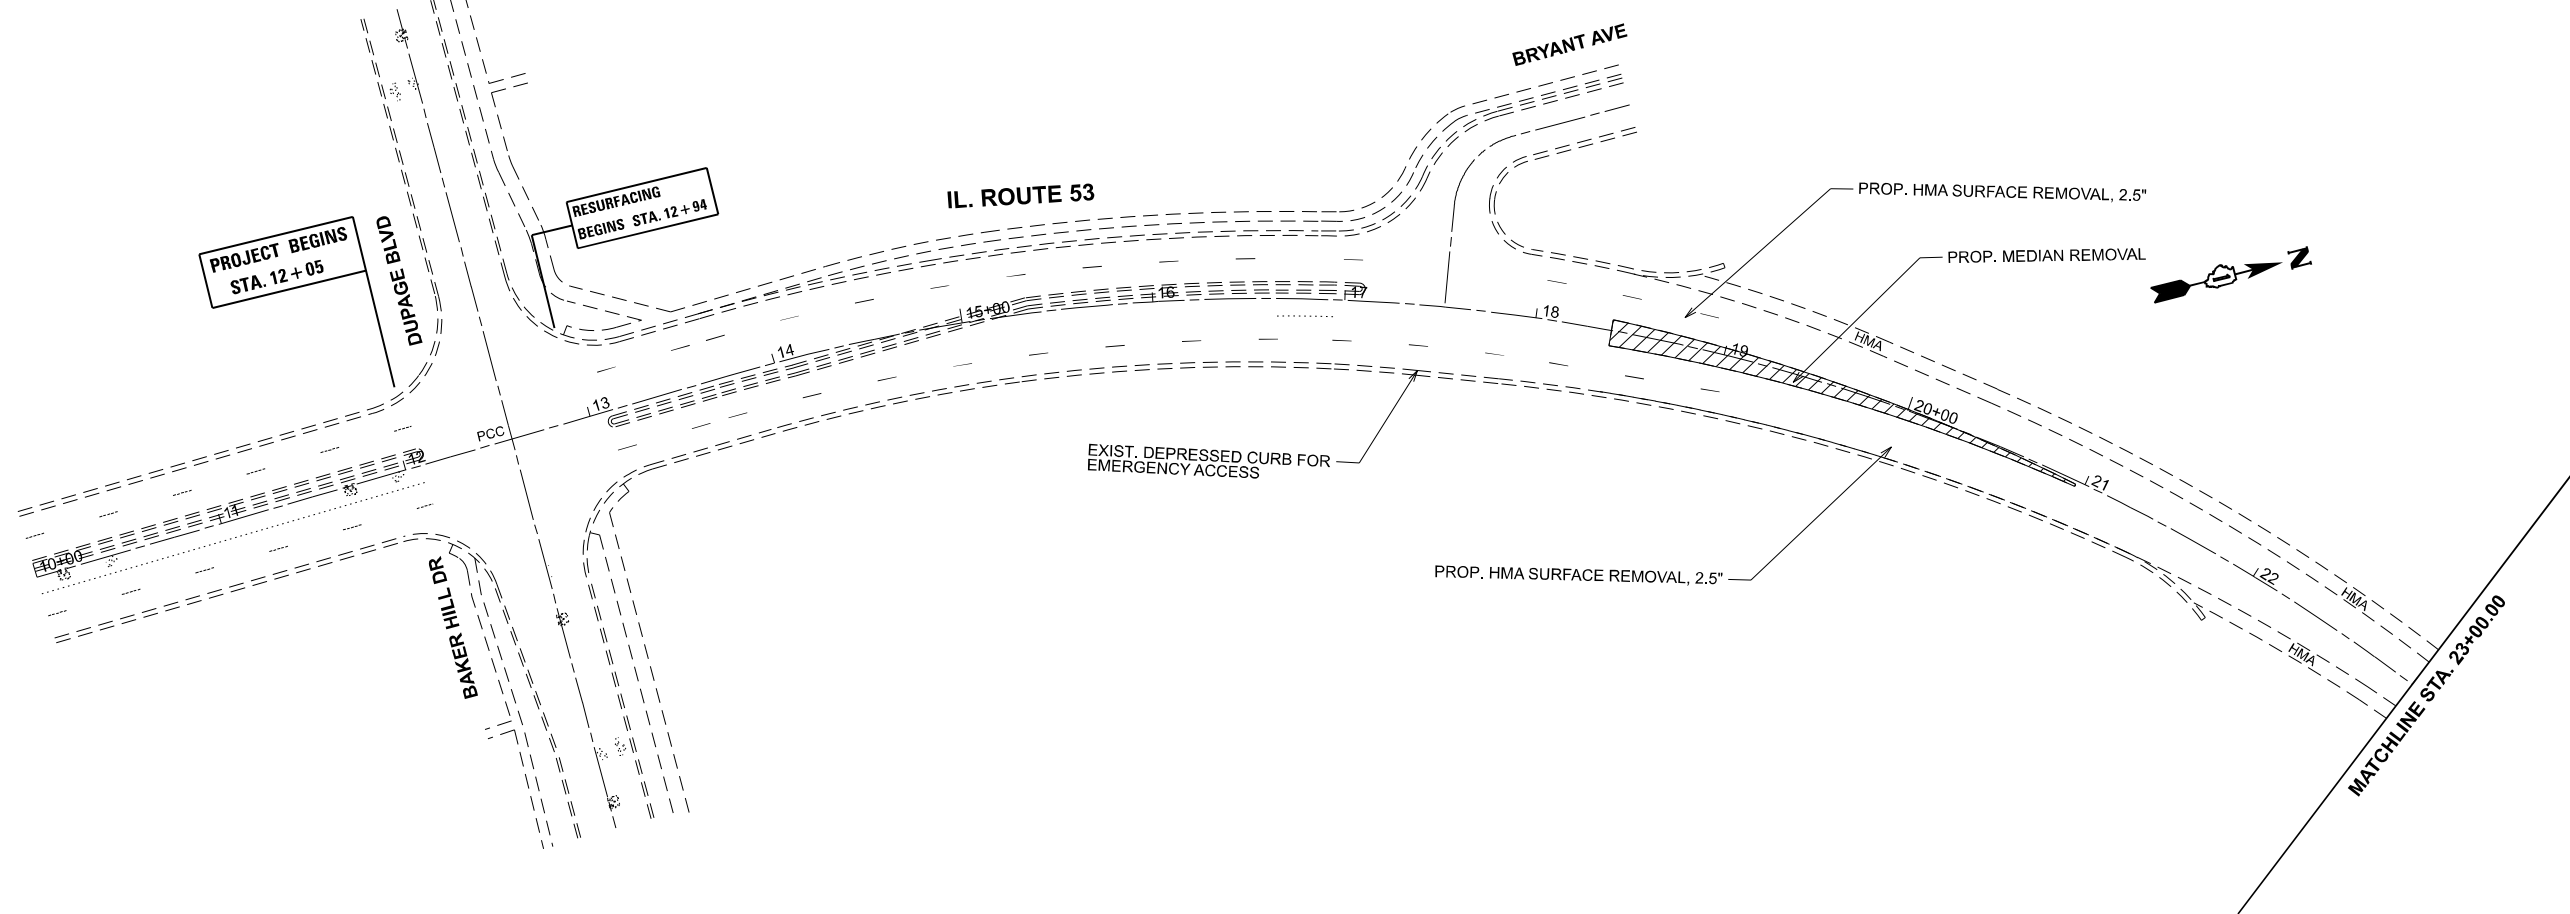 BRYANT AVE
IL. ROUTE 53
PROP. HMA SURFACE REMOVAL, 2.5"
PROP. MEDIAN REMOVAL
N
RESURFACING
BEGINS STA. 12+94
PROJECT BEGINS
STA. 12+05
DUPAGE BLVD
BAKER HILL DR
PCC
10+00
11
12
13
14
15+00
16
17
18
19
20+00
21
22
HMA
HMA
HMA
EXIST. DEPRESSED CURB FOR
EMERGENCY ACCESS
PROP. HMA SURFACE REMOVAL, 2.5"
MATCHLINE STA. 23+00.00